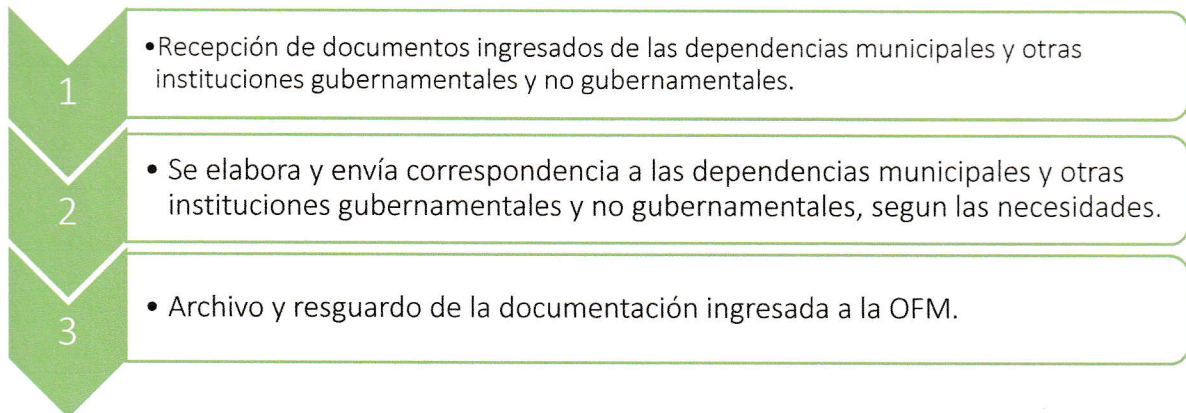 1
•Recepción de documentos ingresados de las dependencias municipales y otras
instituciones gubernamentales y no gubernamentales.
2
• Se elabora y envía correspondencia a las dependencias municipales y otras
instituciones gubernamentales y no gubernamentales, segun las necesidades.
3
• Archivo y resguardo de la documentación ingresada a la OFM.